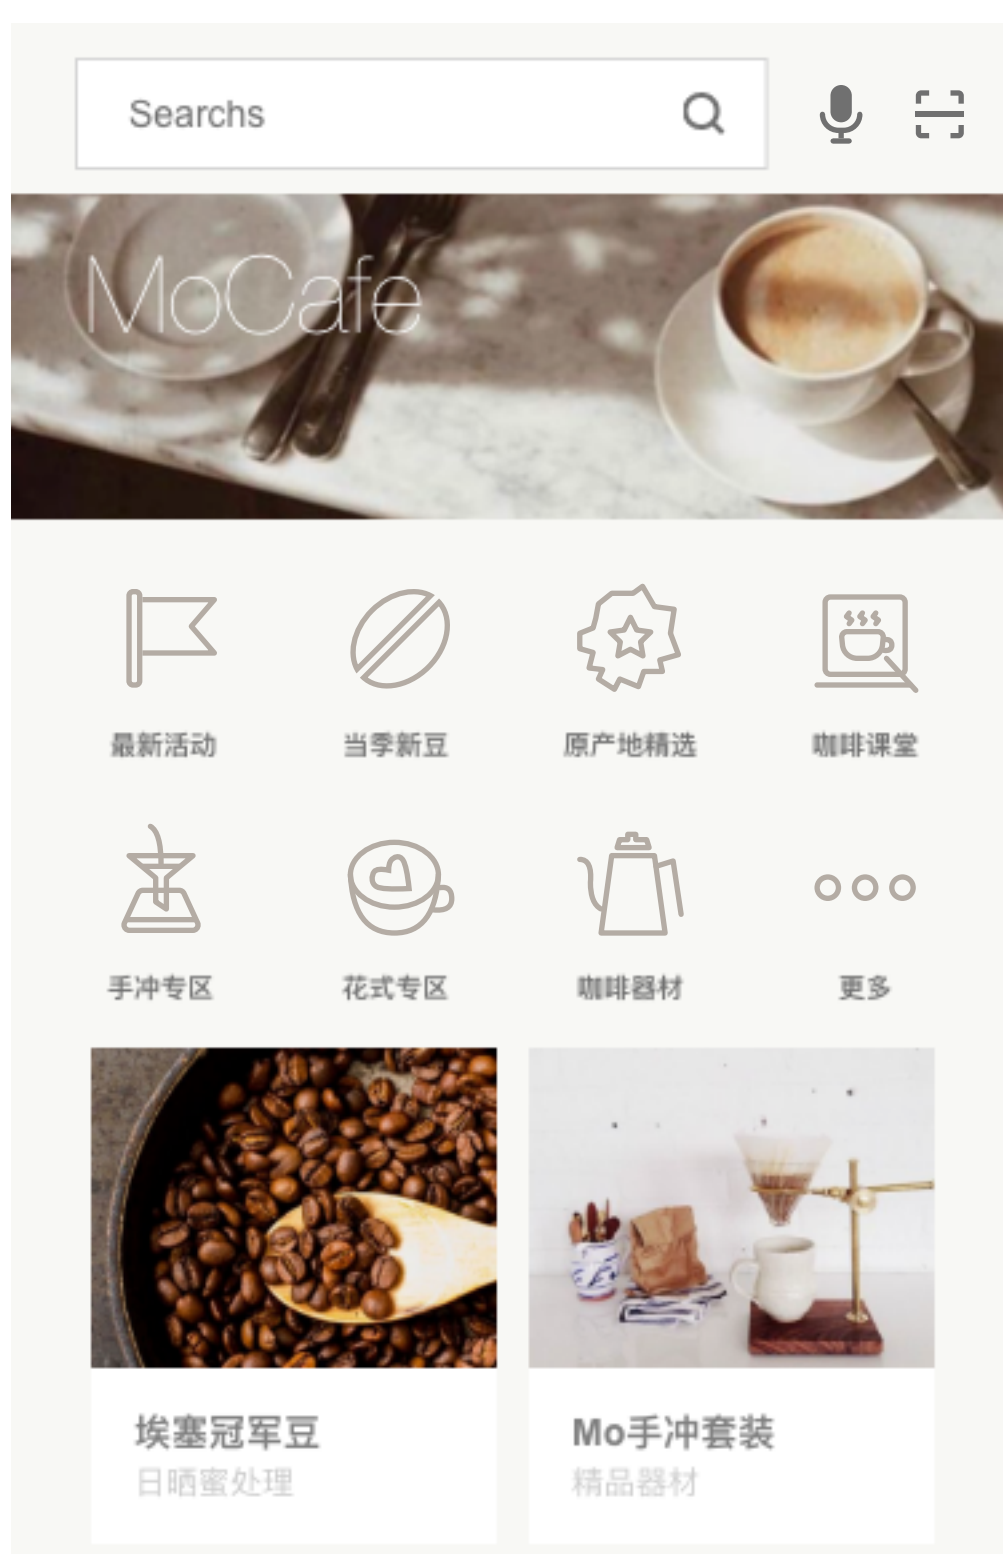 Searchs
MoCafe
最新活动
当季新豆
原产地精选
咖啡课堂
手冲专区
花式专区
咖啡器材
更多
埃塞冠军豆
日晒蜜处理
Mo手冲套装
精品器材